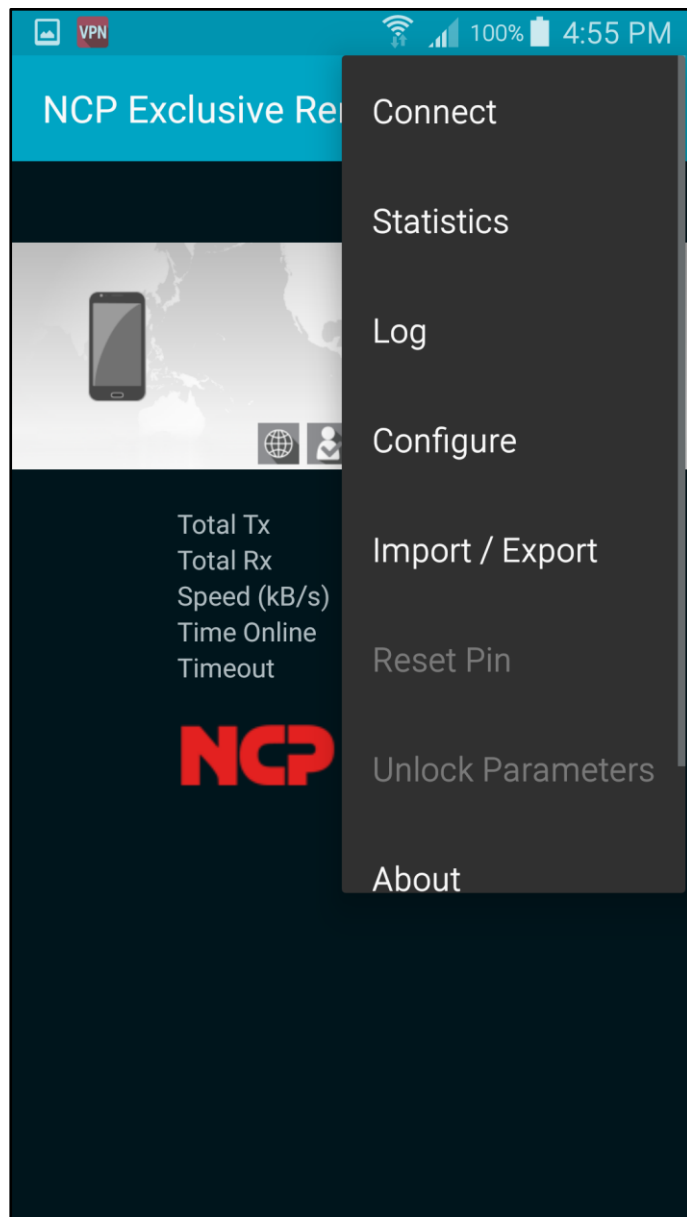 VPN 100% 4:55 PM
NCP Exclusive
Connect
Statistics
Log
Configure
Import / Export
Reset Pin
Unlock Parameters
About
Total Tx
Total Rx
Speed (kB/s)
Time Online
Timeout
NCP